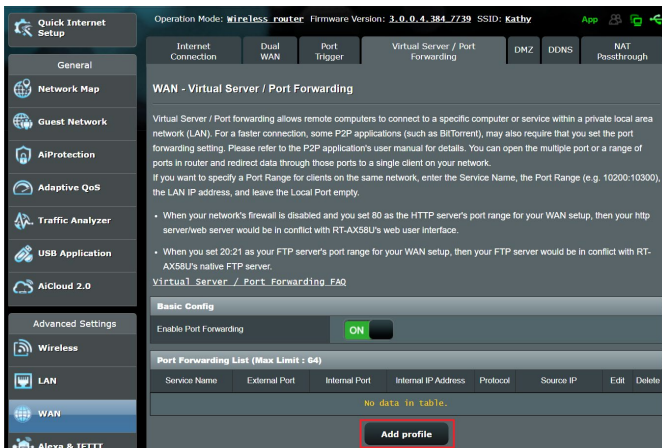 Quick Internet
Setup
Operation Mode: Wireless router Firmware Version: 3.0.0.4.384_7739 SSID: Kathy
App
General
Network Map
Guest Network
AiProtection
Adaptive QoS
Traffic Analyzer
USB Application
AiCloud 2.0
Advanced Settings
Wireless
LAN
WAN
Alexa & IFTTT
Internet
Connection
Dual
WAN
Port
Trigger
Virtual Server / Port
Forwarding
DMZ
DDNS
NAT
Passthrough
WAN - Virtual Server / Port Forwarding
Virtual Server / Port forwarding allows remote computers to connect to a specific computer or service within a private local area
network (LAN). For a faster connection, some P2P applications (such as BitTorrent), may also require that you set the port
forwarding setting. Please refer to the P2P application's user manual for details. You can open the multiple port or a range of
ports in router and redirect data through those ports to a single client on your network.
If you want to specify a Port Range for clients on the same network, enter the Service Name, the Port Range (e.g. 10200:10300),
the LAN IP address, and leave the Local Port empty.
• When your network's firewall is disabled and you set 80 as the HTTP server's port range for your WAN setup, then your http
server/web server would be in conflict with RT-AX58U's web user interface.
• When you set 20:21 as your FTP server's port range for your WAN setup, then your FTP server would be in conflict with RT-
AX58U's native FTP server.
Virtual Server / Port Forwarding FAQ
Basic Config
Enable Port Forwarding
ON
Port Forwarding List (Max Limit : 64)
Service Name External Port Internal Port Internal IP Address Protocol Source IP Edit Delete
No data in table.
Add profile